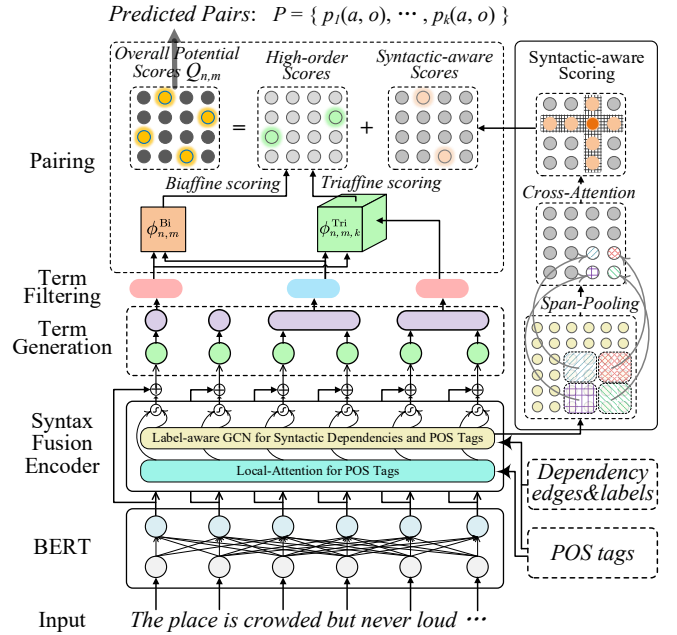 Predicted Pairs: P = { p₁(a, o), ⋯ , pₖ(a, o) }
Overall Potential
Scores Qₙ,ₘ
High-order
Scores
Syntactic-aware
Scores
Syntactic-aware
Scoring
=
+
Pairing
Biaffine scoring
Triaffine scoring
Cross-Attention
ϕ^Bi_n,m
ϕ^Tri_n,m,k
Term
Filtering
Span-Pooling
Term
Generation
Syntax
Fusion
Encoder
Label-aware GCN for Syntactic Dependencies and POS Tags
Local-Attention for POS Tags
Dependency
edges&labels
BERT
POS tags
Input
The place is crowded but never loud ⋯